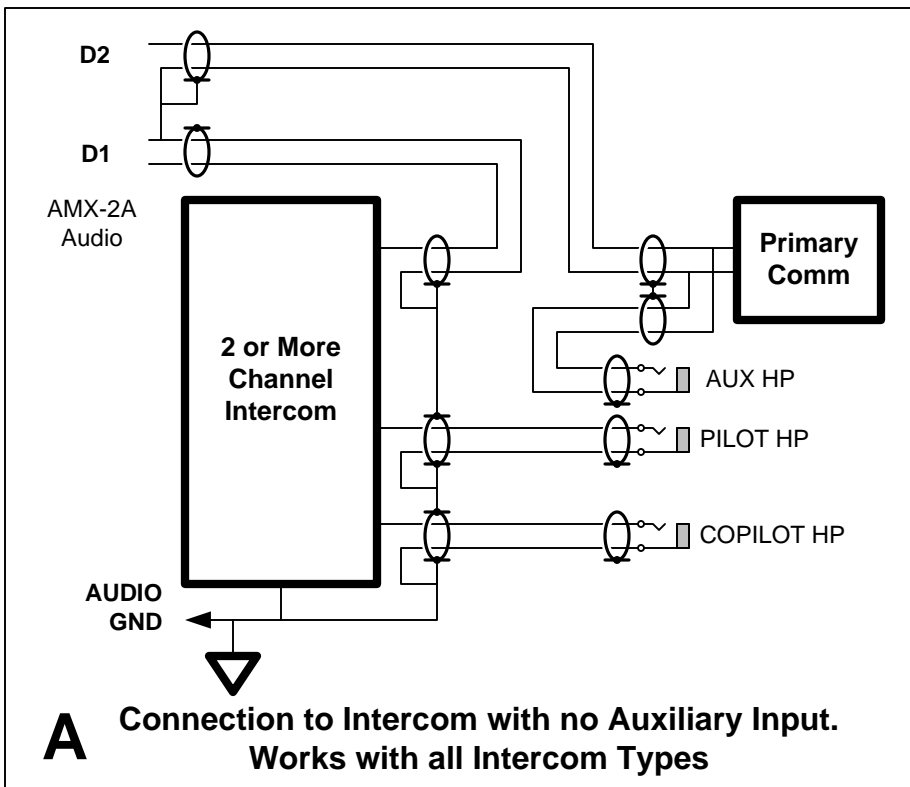 D2
D1
AMX-2A
Audio
Primary
Comm
2 or More
Channel
Intercom
AUX HP
PILOT HP
COPILOT HP
AUDIO
GND
A
Connection to Intercom with no Auxiliary Input.
Works with all Intercom Types